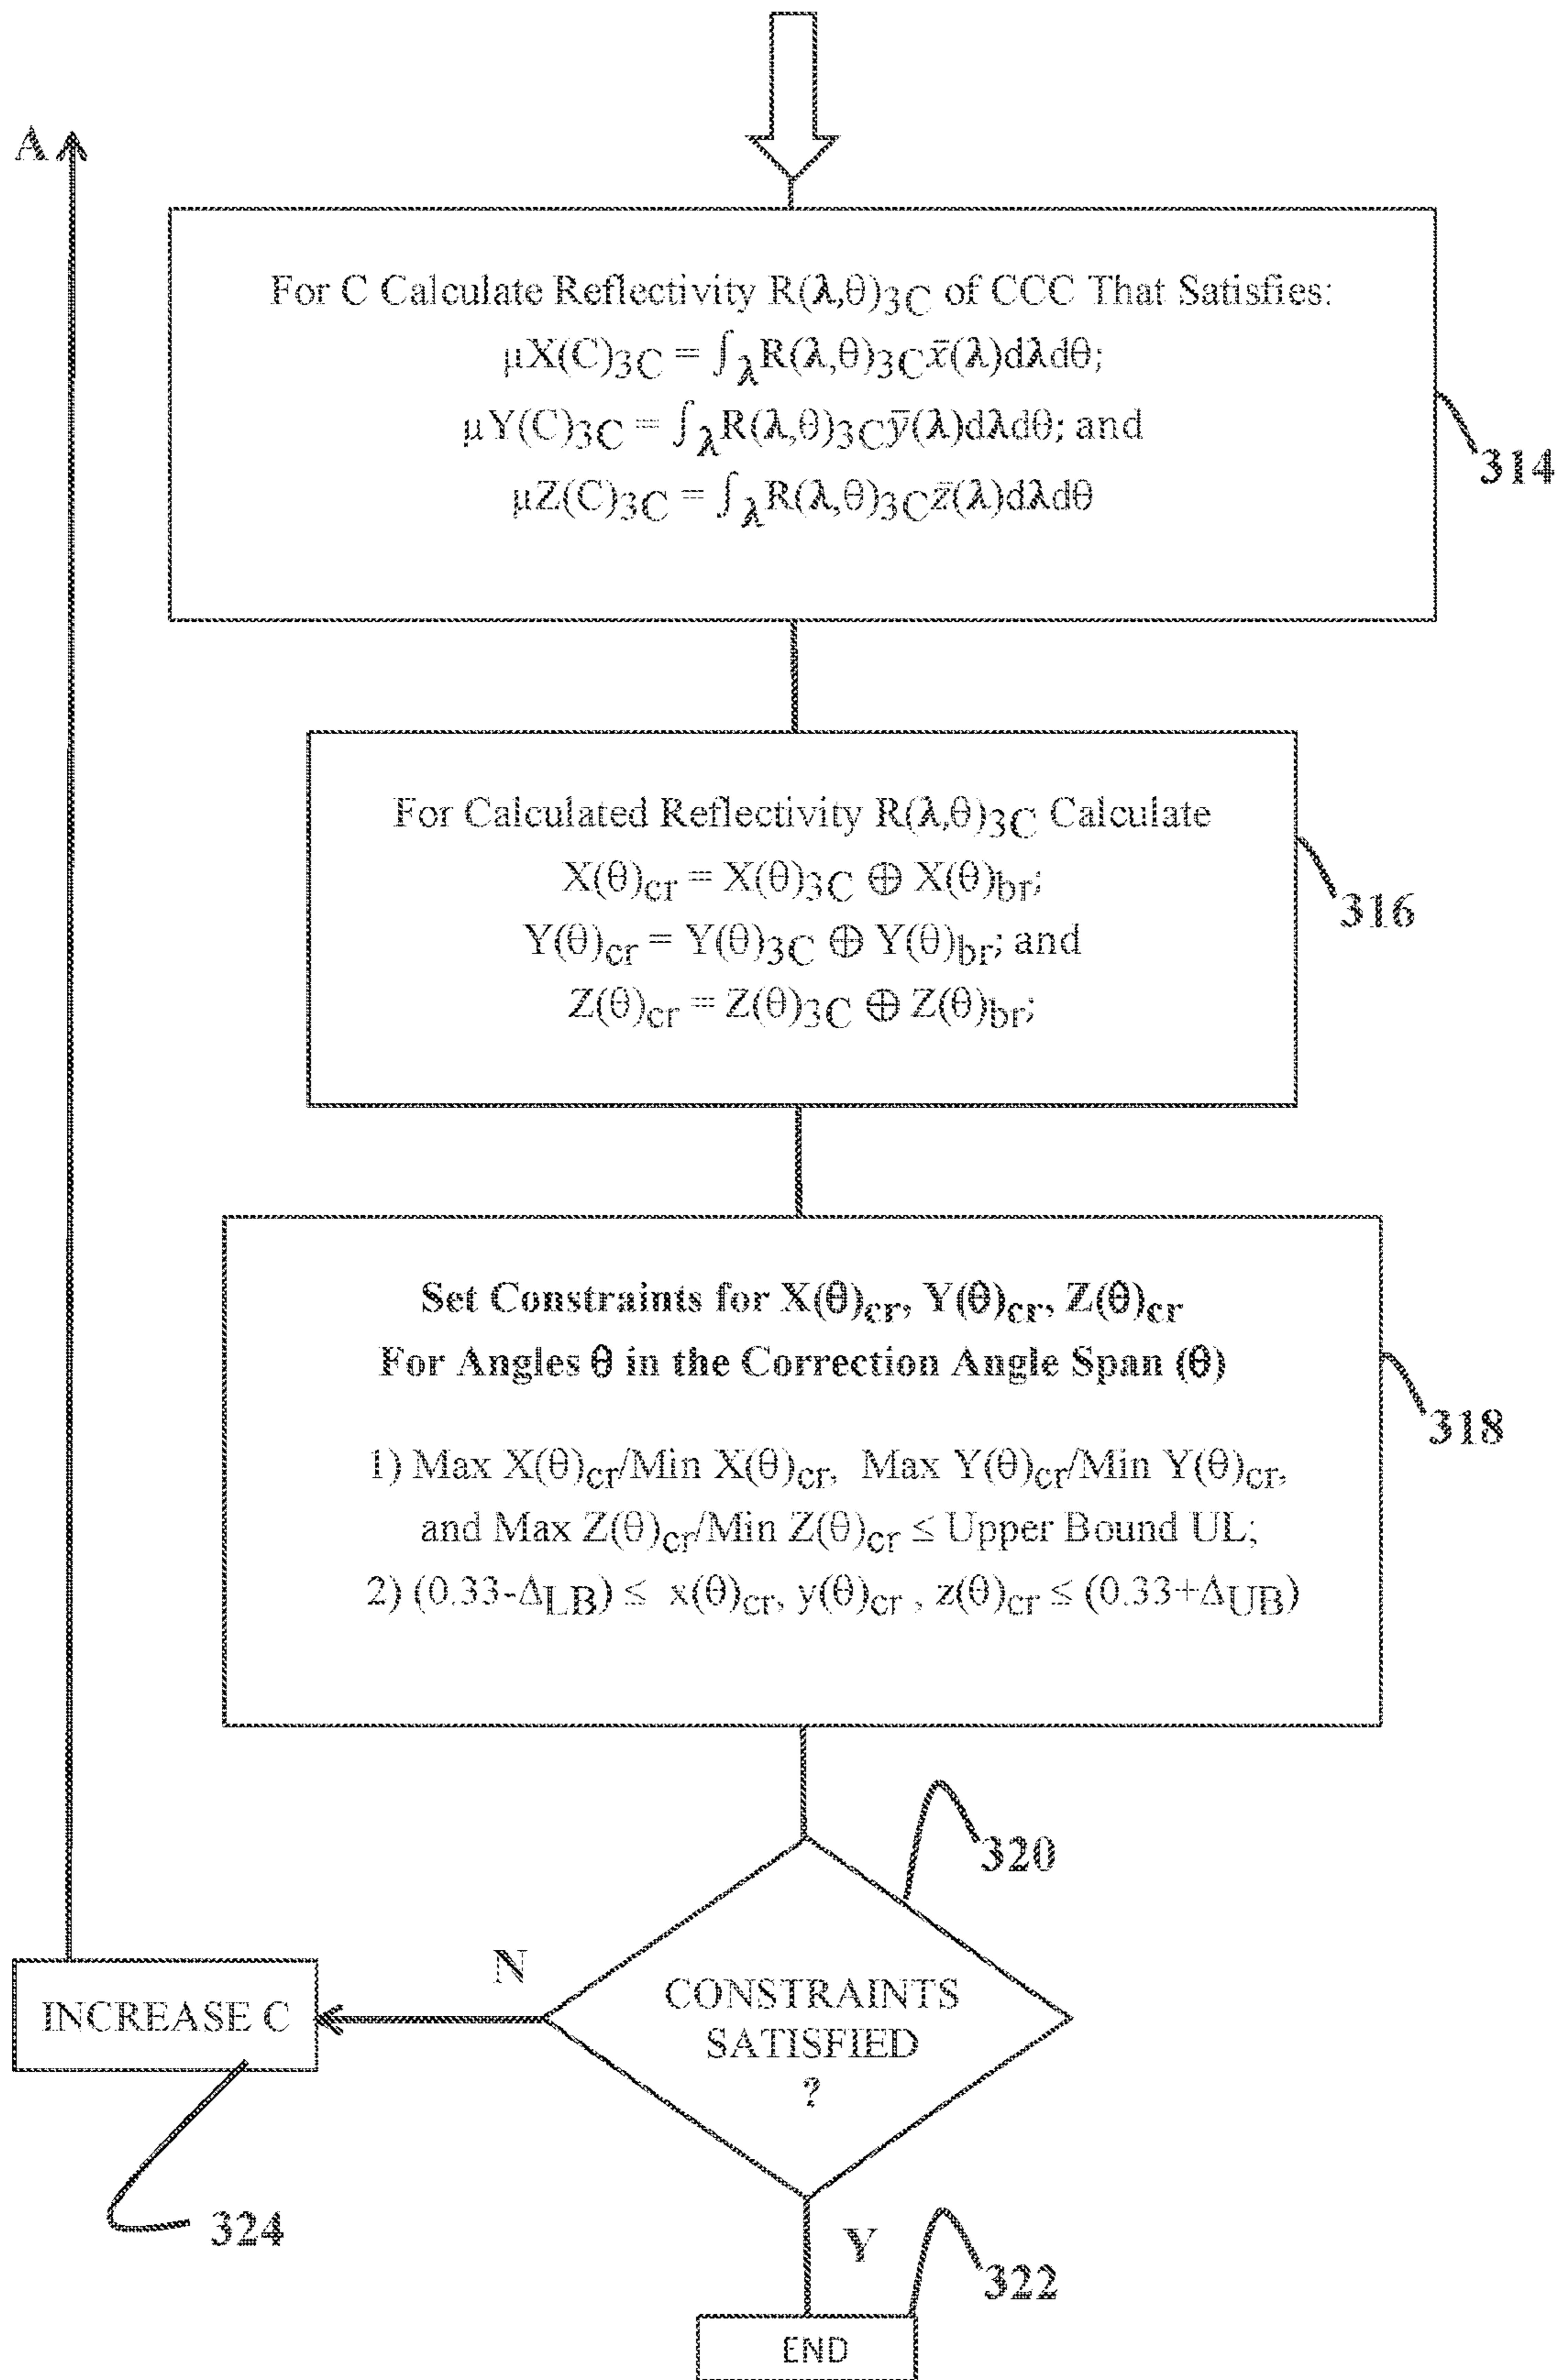 A
For C Calculate Reflectivity R(λ,θ)3C of CCC That Satisfies:
μX(C)3C = ∫λR(λ,θ)3Cx̄(λ)dλdθ;
μY(C)3C = ∫λR(λ,θ)3Cȳ(λ)dλdθ; and
μZ(C)3C = ∫λR(λ,θ)3Cz̄(λ)dλdθ
314
For Calculated Reflectivity R(λ,θ)3C Calculate
X(θ)cr = X(θ)3C ⊕ X(θ)br;
Y(θ)cr = Y(θ)3C ⊕ Y(θ)br; and
Z(θ)cr = Z(θ)3C ⊕ Z(θ)br;
316
Set Constraints for X(θ)cr, Y(θ)cr, Z(θ)cr
For Angles θ in the Correction Angle Span (θ)
1) Max X(θ)cr/Min X(θ)cr, Max Y(θ)cr/Min Y(θ)cr,
and Max Z(θ)cr/Min Z(θ)cr ≤ Upper Bound UL;
2) (0.33-ΔLB) ≤ x(θ)cr, y(θ)cr , z(θ)cr ≤ (0.33+ΔUB)
318
320
N
CONSTRAINTS
SATISFIED
?
INCREASE C
324
Y
322
END